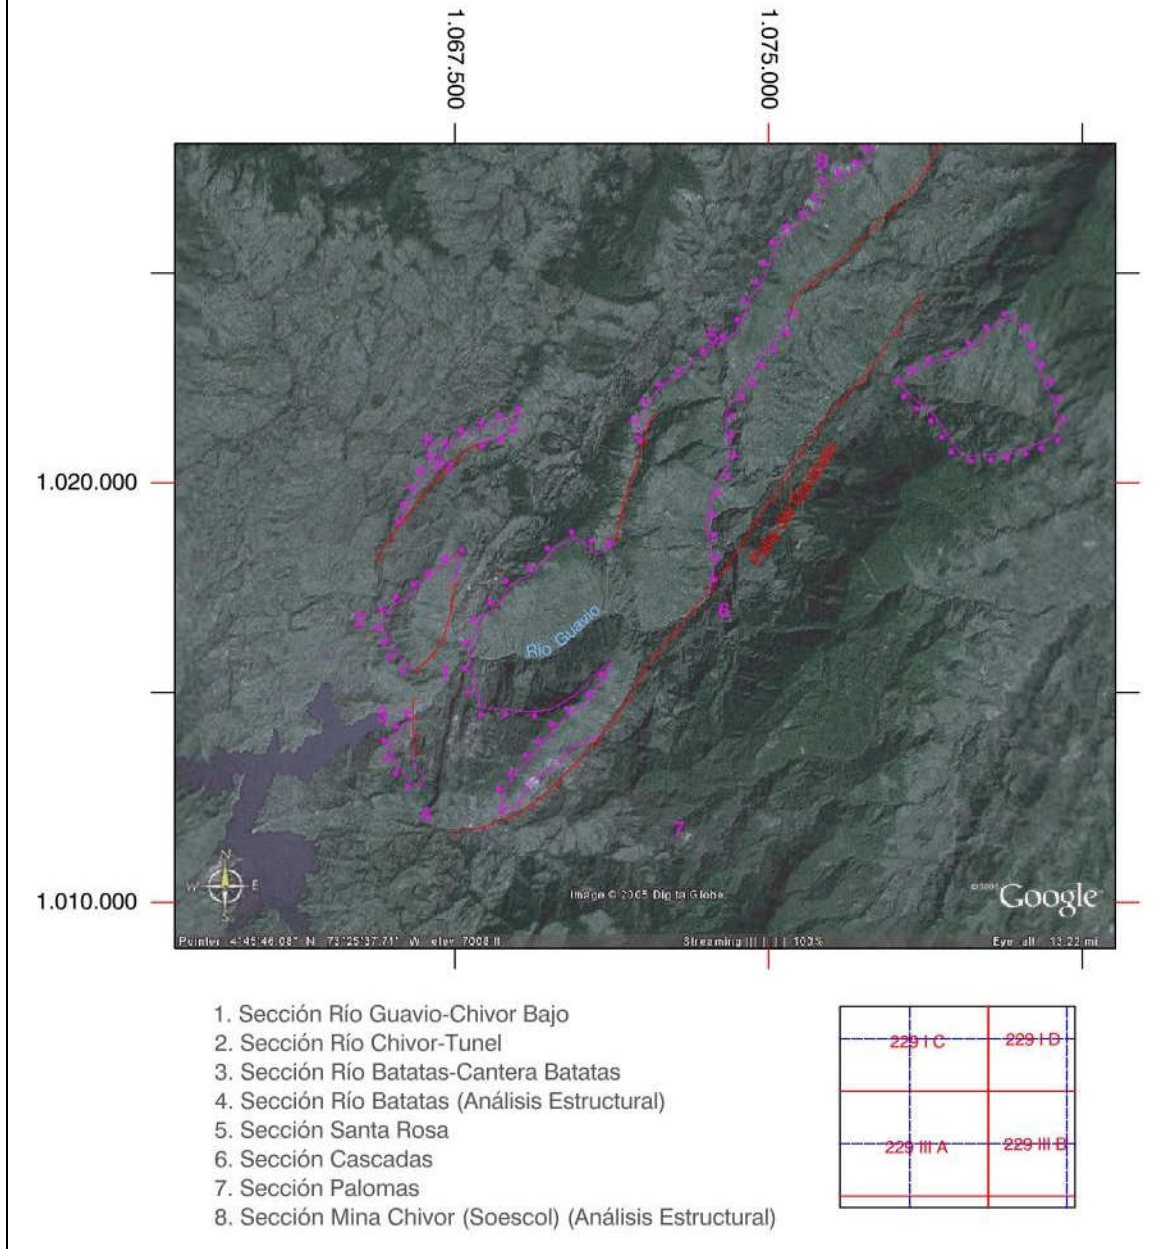 1.067.500
1.075.000
8
5
1.020.000
6
Río Guavio
7
1.010.000
N
W
E
S
Image © 2005 DigitalGlobe
Google
Pointer 4°45'46.08" N 73°25'37.71" W elev 7008 ft
Streaming |||||||||| 100%
Eye alt 13.22 mi
1. Sección Río Guavio-Chivor Bajo
2. Sección Río Chivor-Tunel
3. Sección Río Batatas-Cantera Batatas
4. Sección Río Batatas (Análisis Estructural)
5. Sección Santa Rosa
6. Sección Cascadas
7. Sección Palomas
8. Sección Mina Chivor (Soescol) (Análisis Estructural)
229 I C
229 I D
229 III A
229 III B